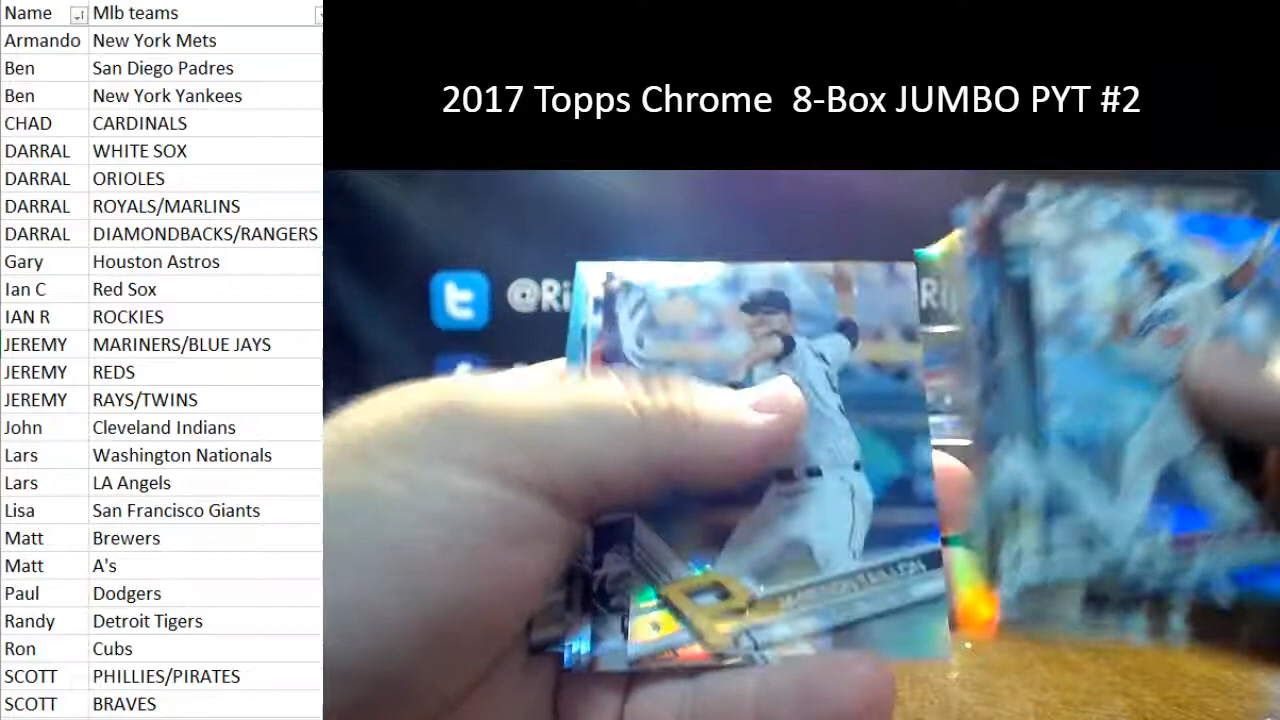 Name Mlb teams
Armando New York Mets
Ben San Diego Padres
Ben New York Yankees
CHAD CARDINALS
DARRAL WHITE SOX
DARRAL ORIOLES
DARRAL ROYALS/MARLINS
DARRAL DIAMONDBACKS/RANGERS
Gary Houston Astros
Ian C Red Sox
IAN R ROCKIES
JEREMY MARINERS/BLUE JAYS
JEREMY REDS
JEREMY RAYS/TWINS
John Cleveland Indians
Lars Washington Nationals
Lars LA Angels
Lisa San Francisco Giants
Matt Brewers
Matt A's
Paul Dodgers
Randy Detroit Tigers
Ron Cubs
SCOTT PHILLIES/PIRATES
SCOTT BRAVES
2017 Topps Chrome 8-Box JUMBO PYT #2
@Ri
Ri
P